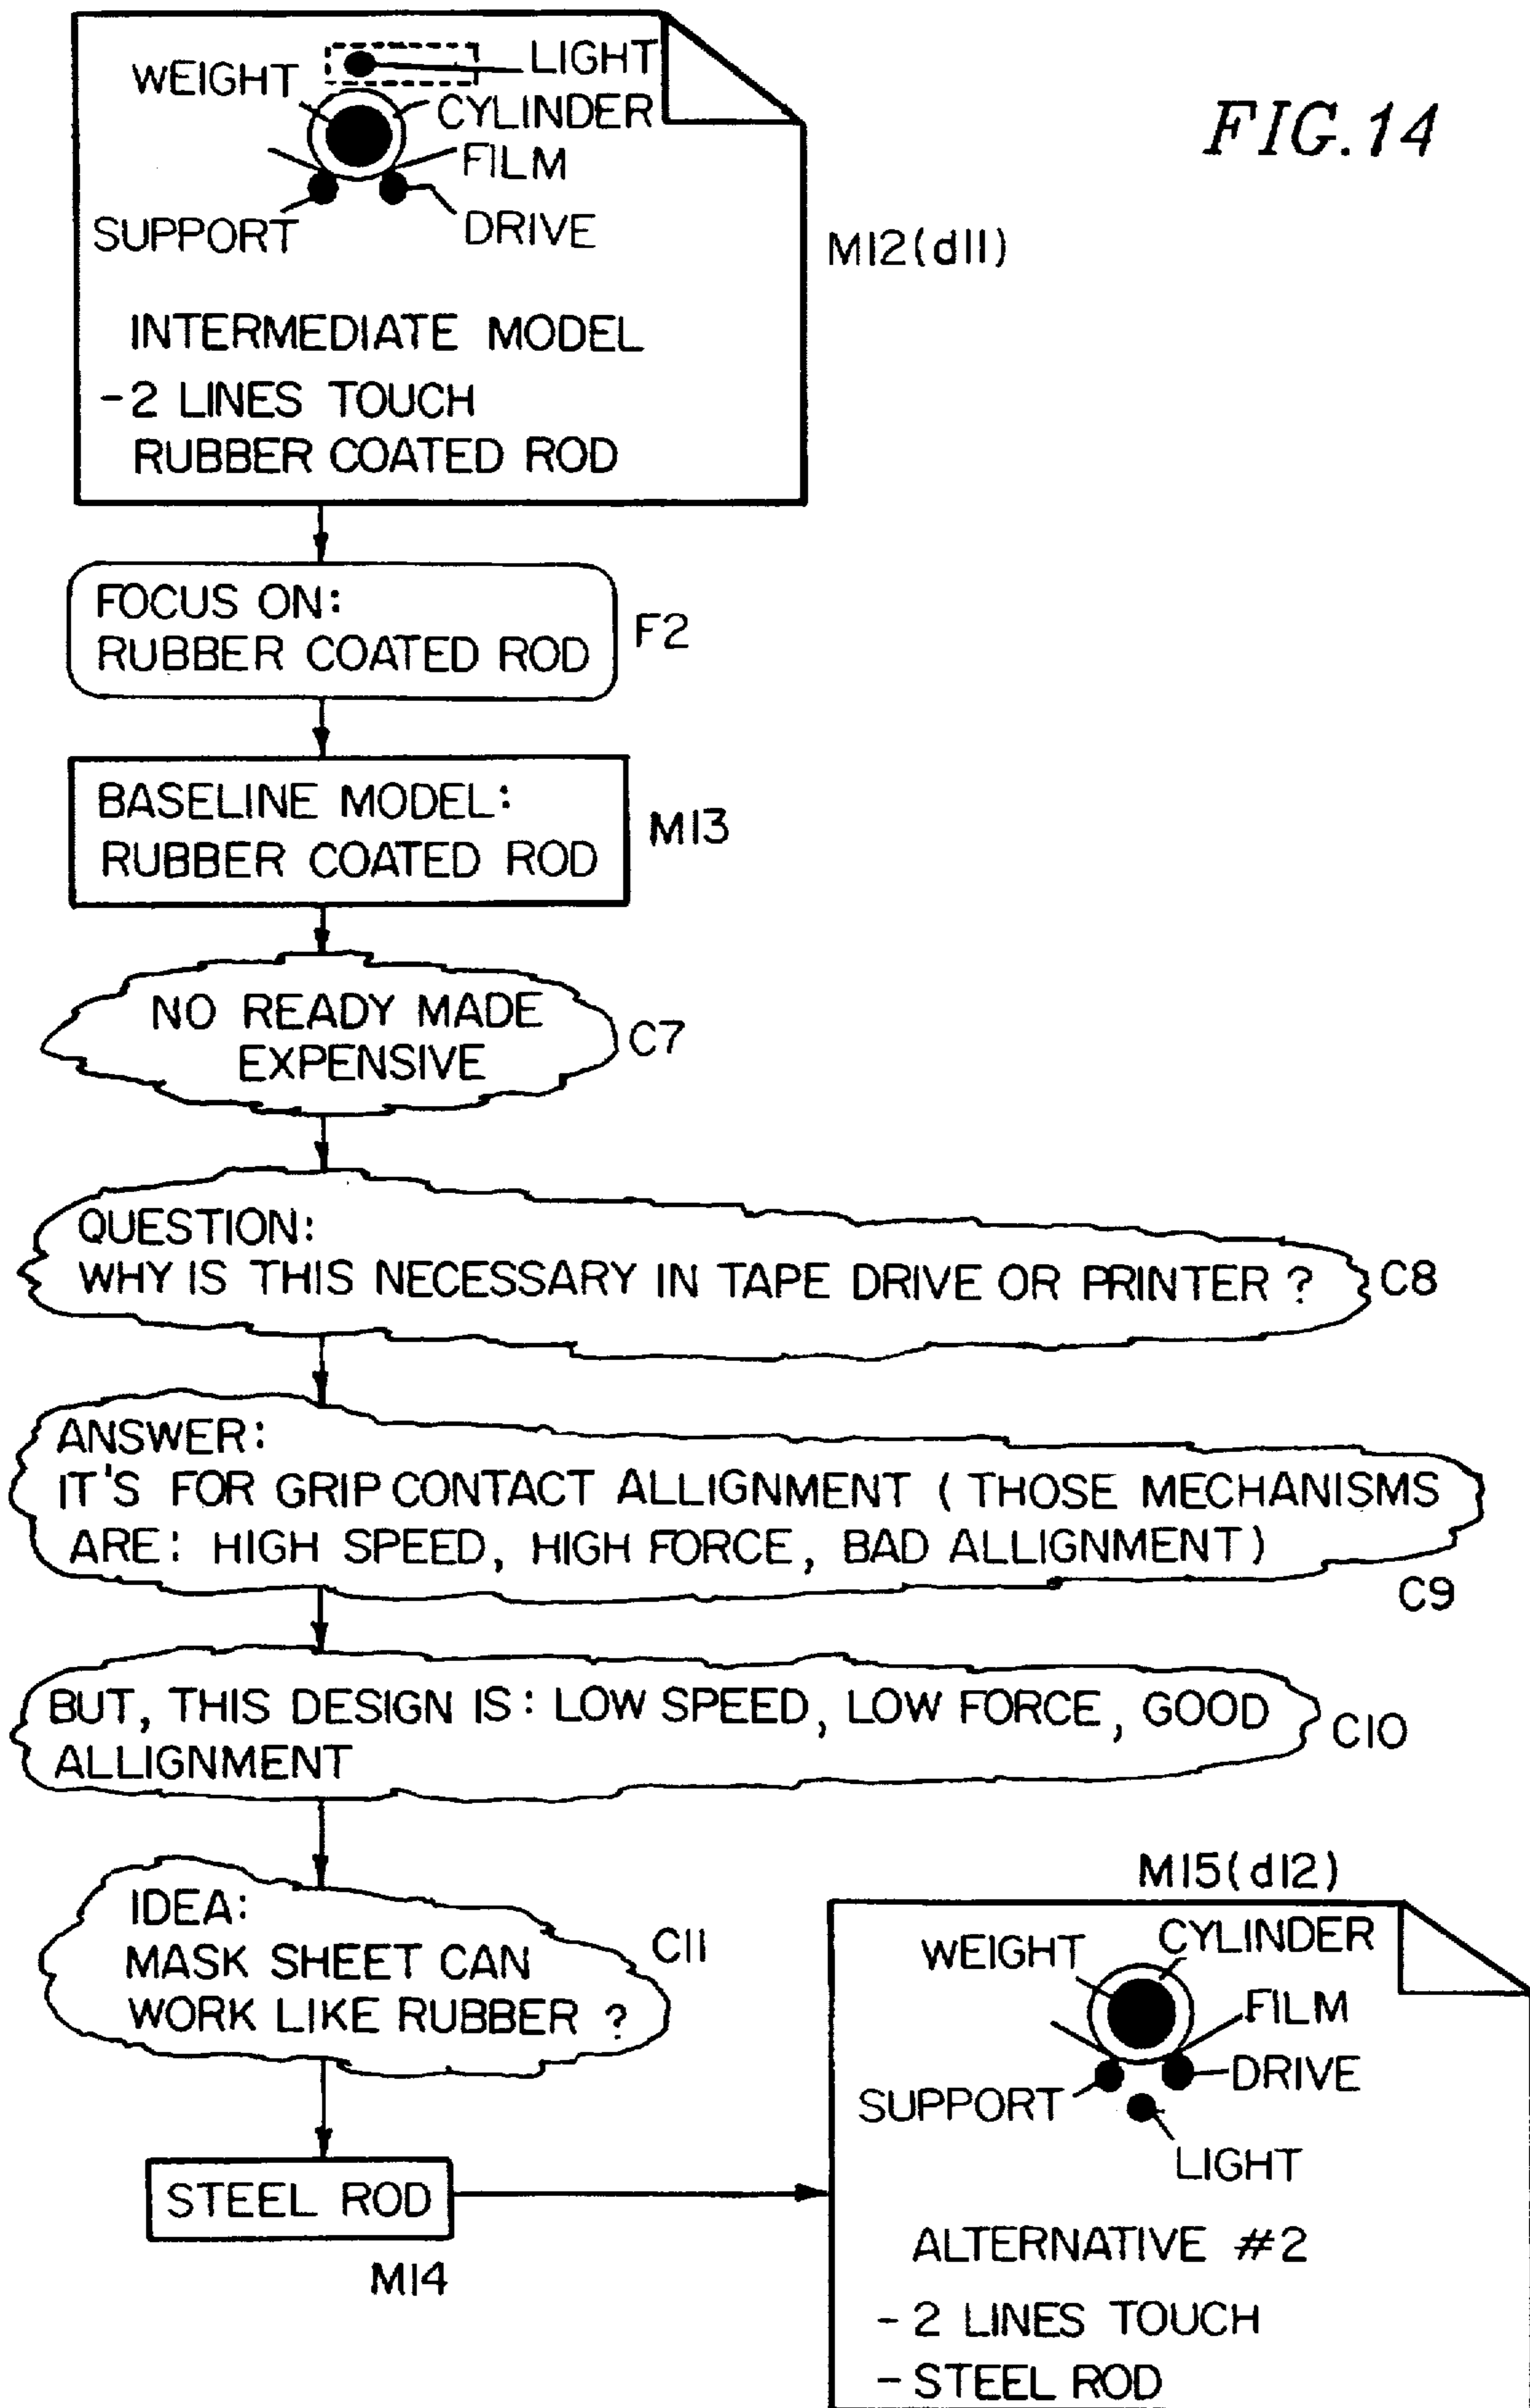 FIG.14
WEIGHT
LIGHT
CYLINDER
FILM
SUPPORT
DRIVE
M12(d11)
INTERMEDIATE MODEL
-2 LINES TOUCH
RUBBER COATED ROD
FOCUS ON:
RUBBER COATED ROD
F2
BASELINE MODEL:
RUBBER COATED ROD
M13
NO READY MADE
EXPENSIVE
C7
QUESTION:
WHY IS THIS NECESSARY IN TAPE DRIVE OR PRINTER ?
C8
ANSWER:
IT'S FOR GRIP CONTACT ALLIGNMENT ( THOSE MECHANISMS
ARE: HIGH SPEED, HIGH FORCE, BAD ALLIGNMENT)
C9
BUT, THIS DESIGN IS: LOW SPEED, LOW FORCE, GOOD
ALLIGNMENT
C10
IDEA:
MASK SHEET CAN
WORK LIKE RUBBER ?
C11
STEEL ROD
M14
M15(d12)
WEIGHT
CYLINDER
FILM
DRIVE
SUPPORT
LIGHT
ALTERNATIVE #2
- 2 LINES TOUCH
- STEEL ROD